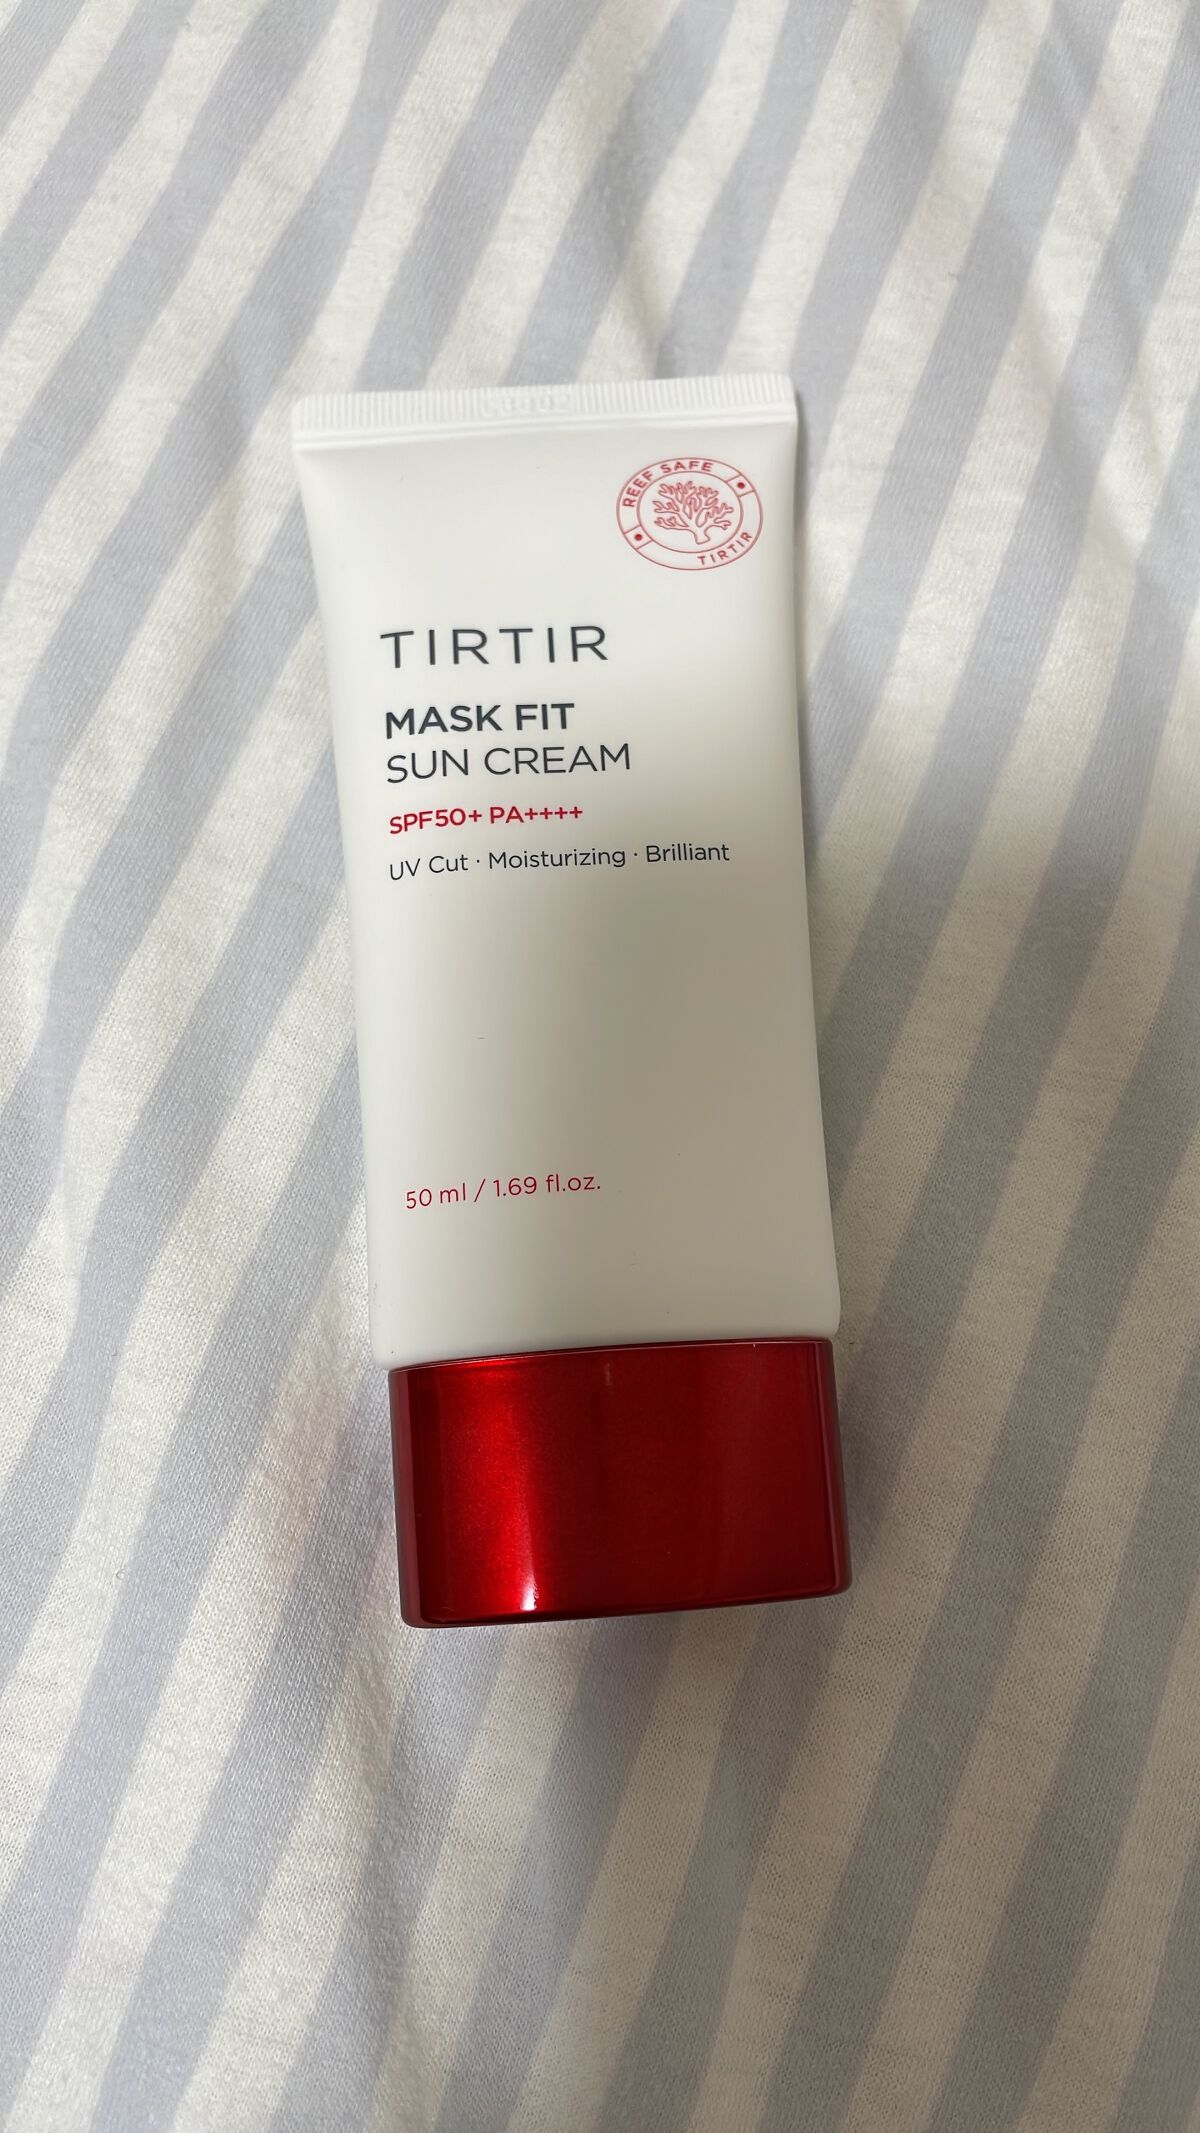 REEF SAFE
TIRTIR
TIRTIR
MASK FIT
SUN CREAM
SPF50+ PA++++
UV Cut · Moisturizing · Brilliant
50 ml / 1.69 fl.oz.